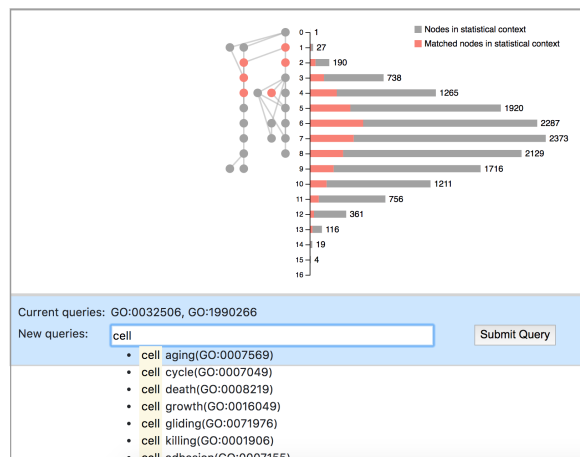 0 1 Nodes in statistical context
1 27 Matched nodes in statistical context
2 190
3 738
4 1265
5 1920
6 2287
7 2373
8 2129
9 1716
10 1211
11 756
12 361
13 116
14 19
15 4
16
Current queries: GO:0032506, GO:1990266
New queries: cell Submit Query
• cell aging(GO:0007569)
• cell cycle(GO:0007049)
• cell death(GO:0008219)
• cell growth(GO:0016049)
• cell gliding(GO:0071976)
• cell killing(GO:0001906)
• cell adhesion(GO:0007155)